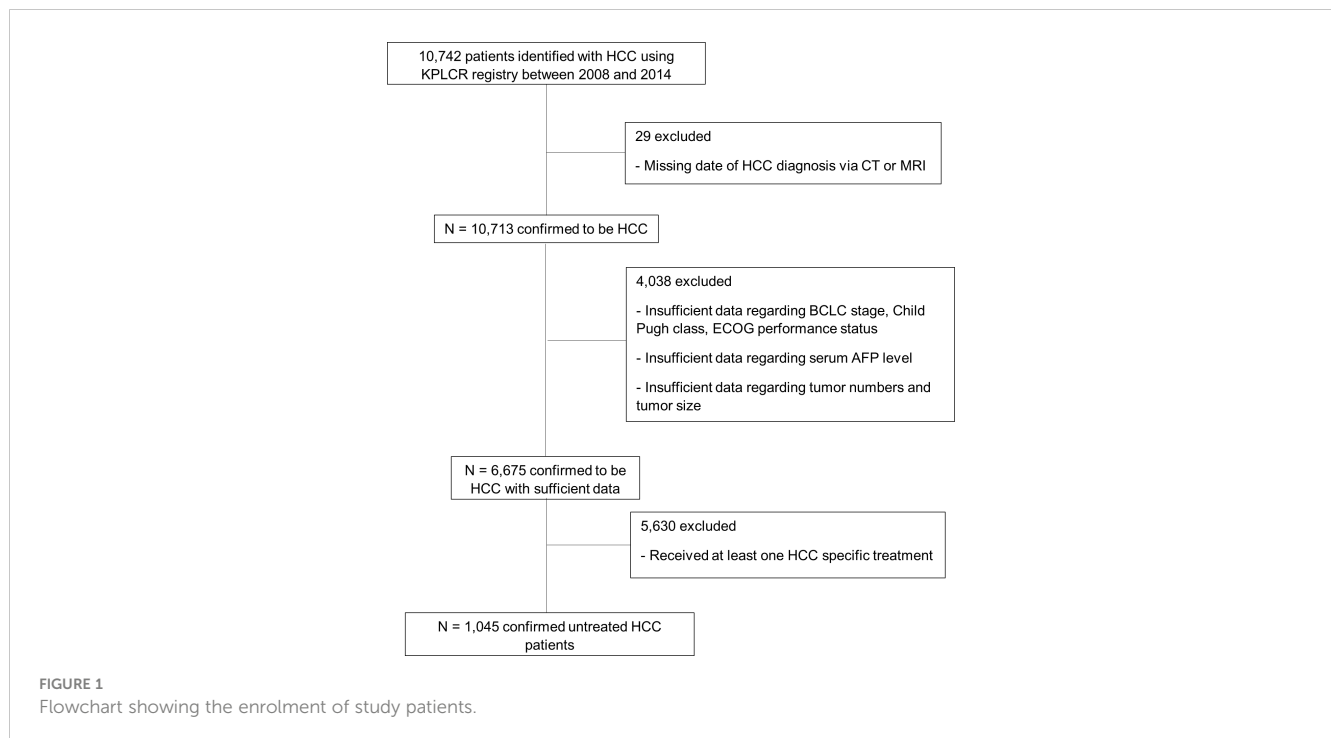 10,742 patients identified with HCC using
KPLCR registry between 2008 and 2014
29 excluded
- Missing date of HCC diagnosis via CT or MRI
N = 10,713 confirmed to be HCC
4,038 excluded
- Insufficient data regarding BCLC stage, Child
Pugh class, ECOG performance status
- Insufficient data regarding serum AFP level
- Insufficient data regarding tumor numbers and
tumor size
N = 6,675 confirmed to be
HCC with sufficient data
5,630 excluded
- Received at least one HCC specific treatment
N = 1,045 confirmed untreated HCC
patients
FIGURE 1
Flowchart showing the enrolment of study patients.